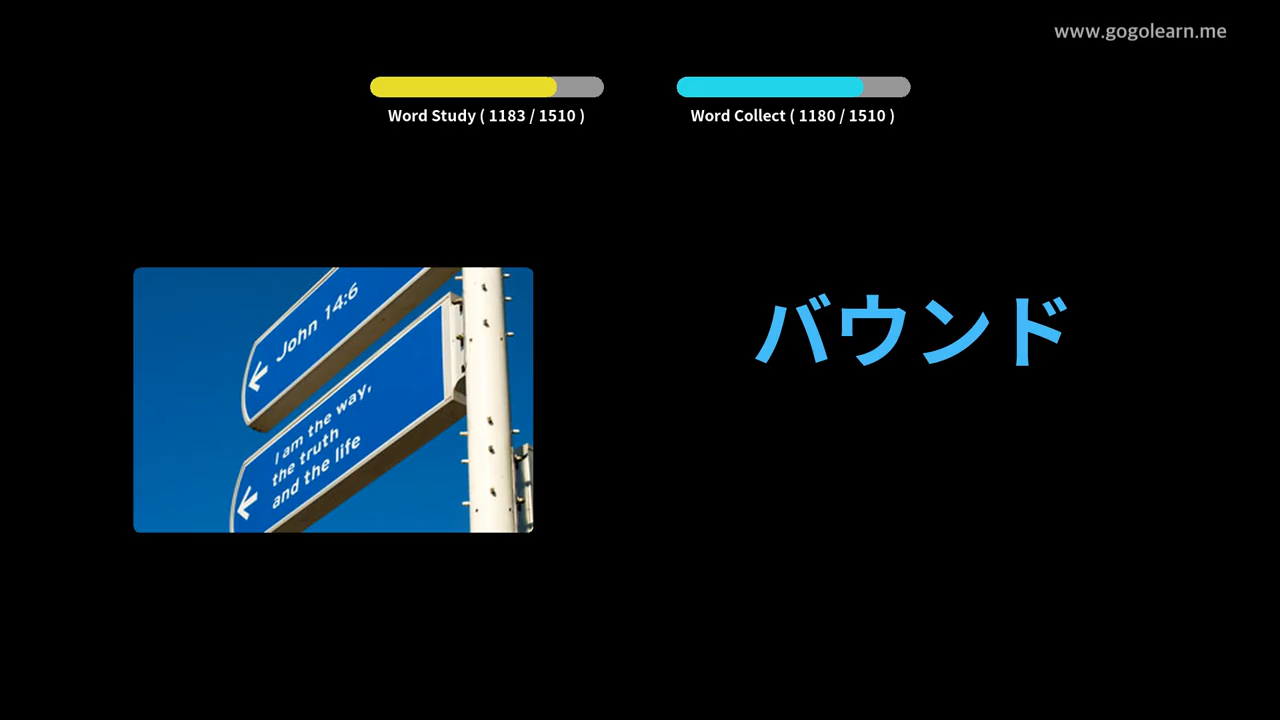 www.gogolearn.me
Word Study ( 1183 / 1510 )
Word Collect ( 1180 / 1510 )
John 14:6
I am the way,
the truth
and the life
バウンド